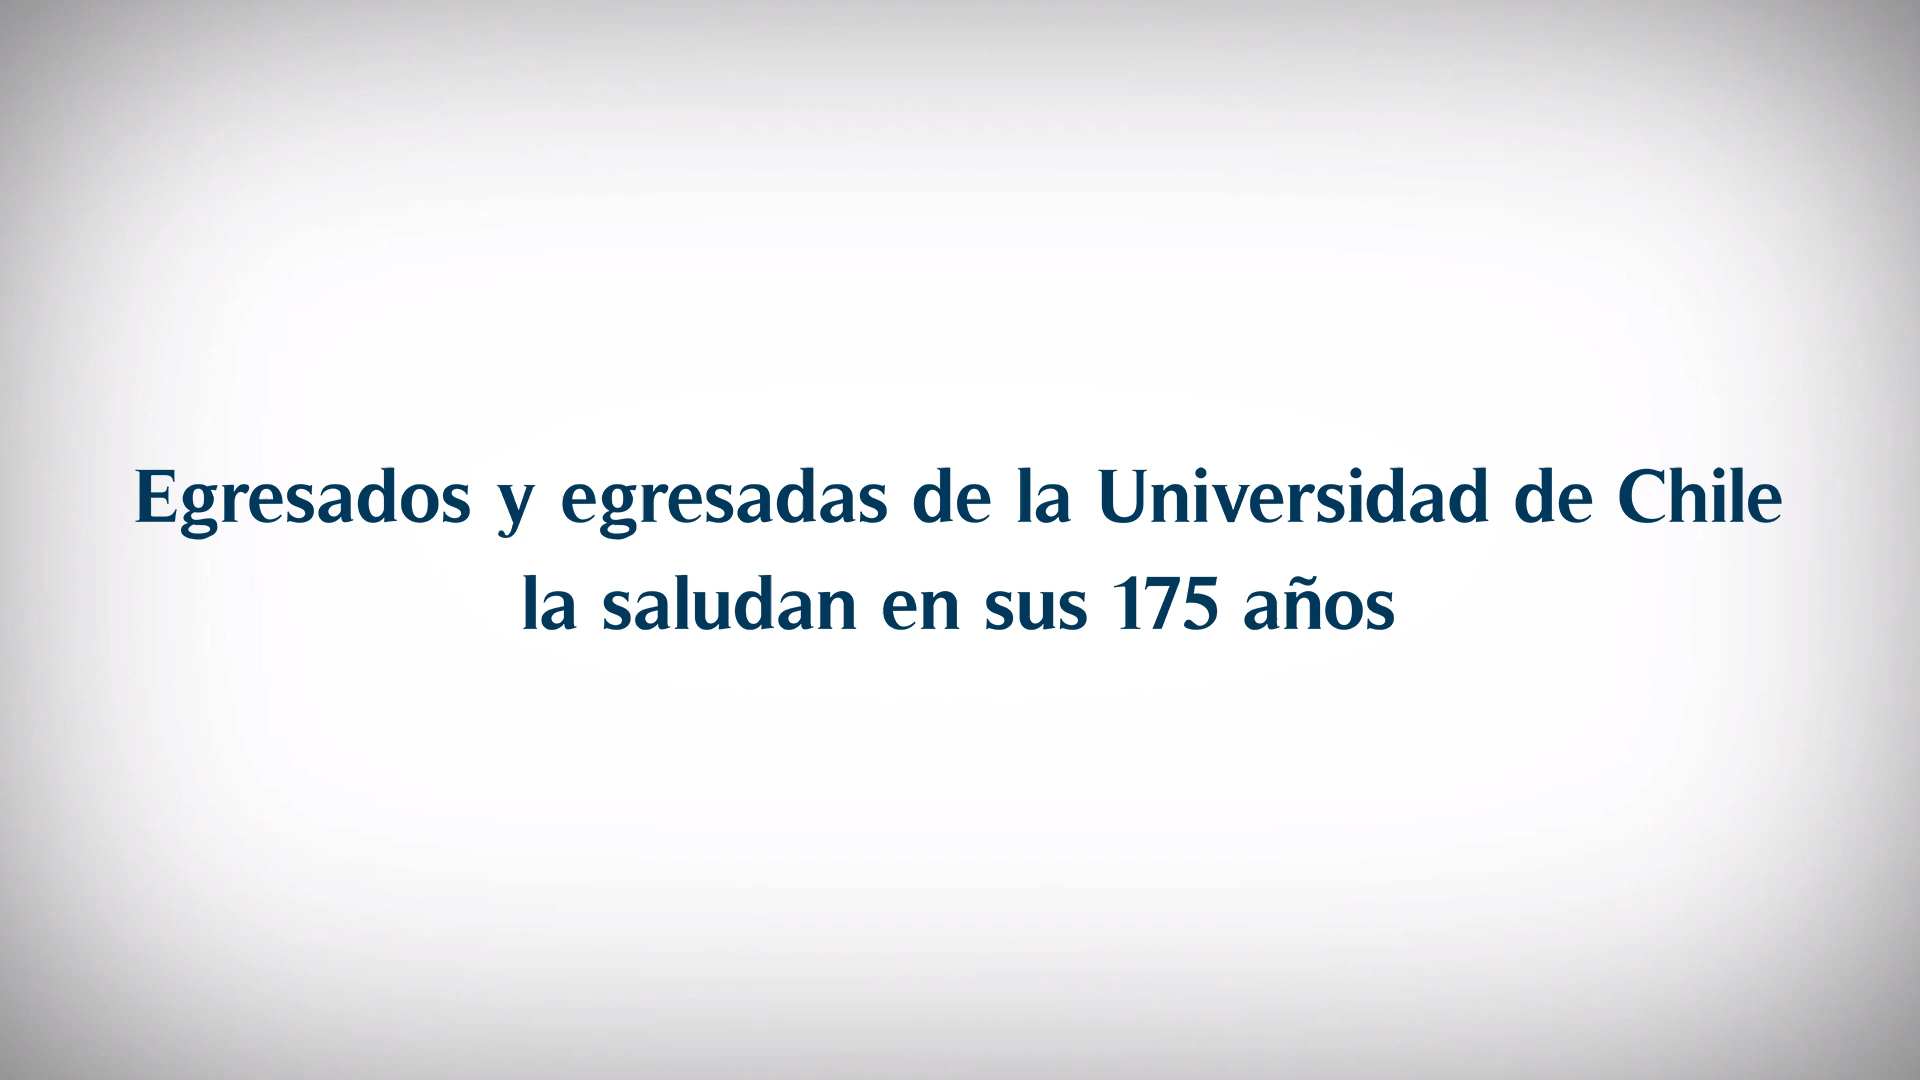 Egresados y egresadas de la Universidad de Chile
la saludan en sus 175 años